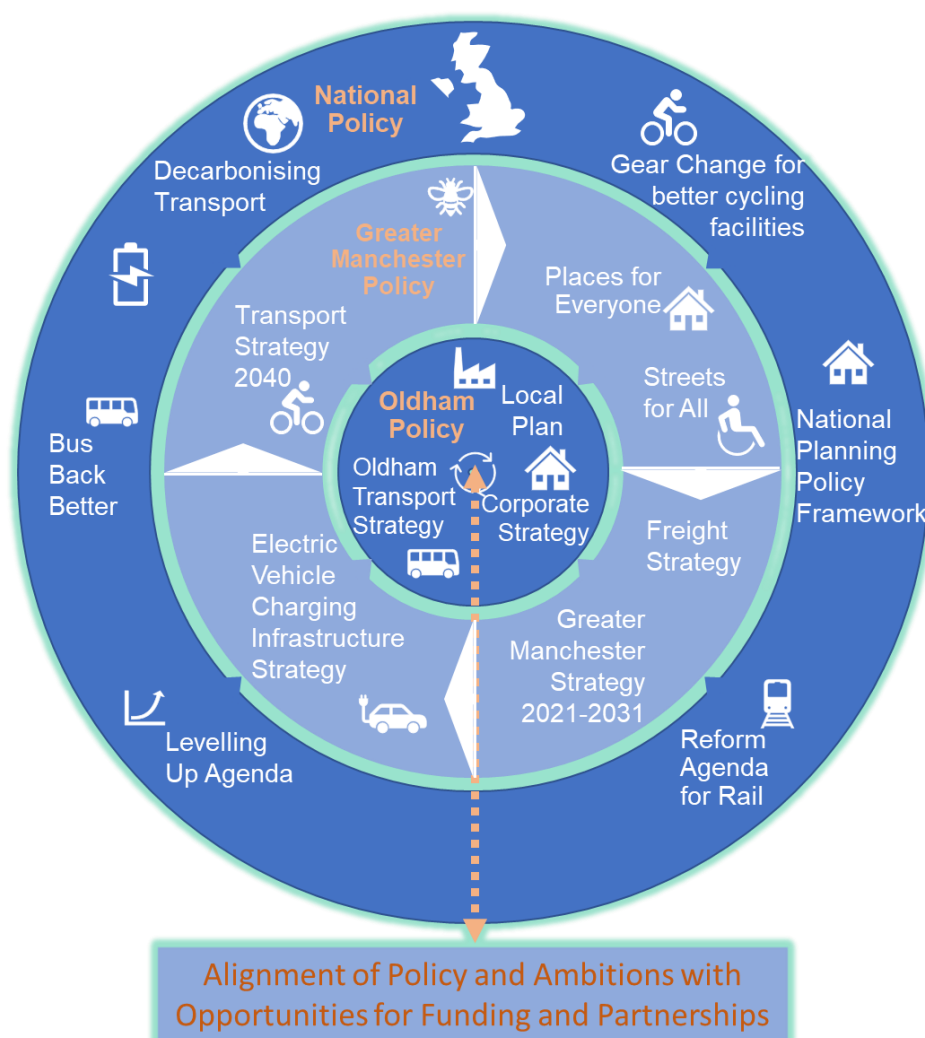 National
Policy
Decarbonising
Transport
Gear Change for
better cycling
facilities
Bus
Back
Better
National
Planning
Policy
Framework
Levelling
Up Agenda
Reform
Agenda
for Rail
Greater
Manchester
Policy
Transport
Strategy
2040
Places for
Everyone
Streets
for All
Freight
Strategy
Electric
Vehicle
Charging
Infrastructure
Strategy
Greater
Manchester
Strategy
2021-2031
Oldham
Policy
Local
Plan
Oldham
Transport
Strategy
Corporate
Strategy
Alignment of Policy and Ambitions with
Opportunities for Funding and Partnerships